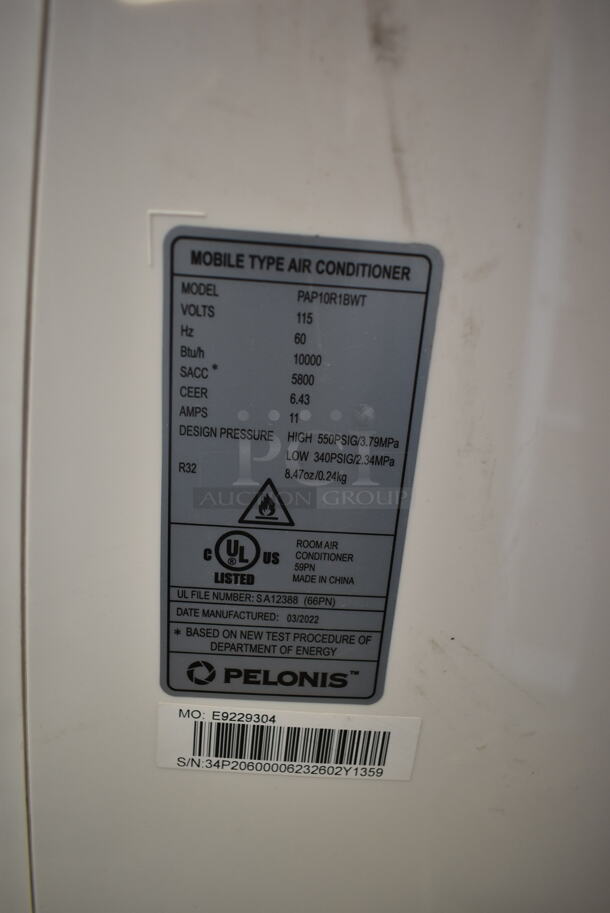 MOBILE TYPE AIR CONDITIONER
MODEL PAP10R1BWT
VOLTS 115
Hz 60
Btu/h 10000
SACC * 5800
CEER 6.43
AMPS 11
DESIGN PRESSURE HIGH 550PSIG/3.79MPa
LOW 340PSIG/2.34MPa
R32 8.47oz/0.24kg
PCI
AUCTION GROUP
C UL ® US
LISTED
ROOM AIR
CONDITIONER
59PN
MADE IN CHINA
UL FILE NUMBER: SA12388 (66PN)
DATE MANUFACTURED: 03/2022
* BASED ON NEW TEST PROCEDURE OF
DEPARTMENT OF ENERGY
PELONIS™
MO: E9229304
S/N:34P20600006232602Y1359